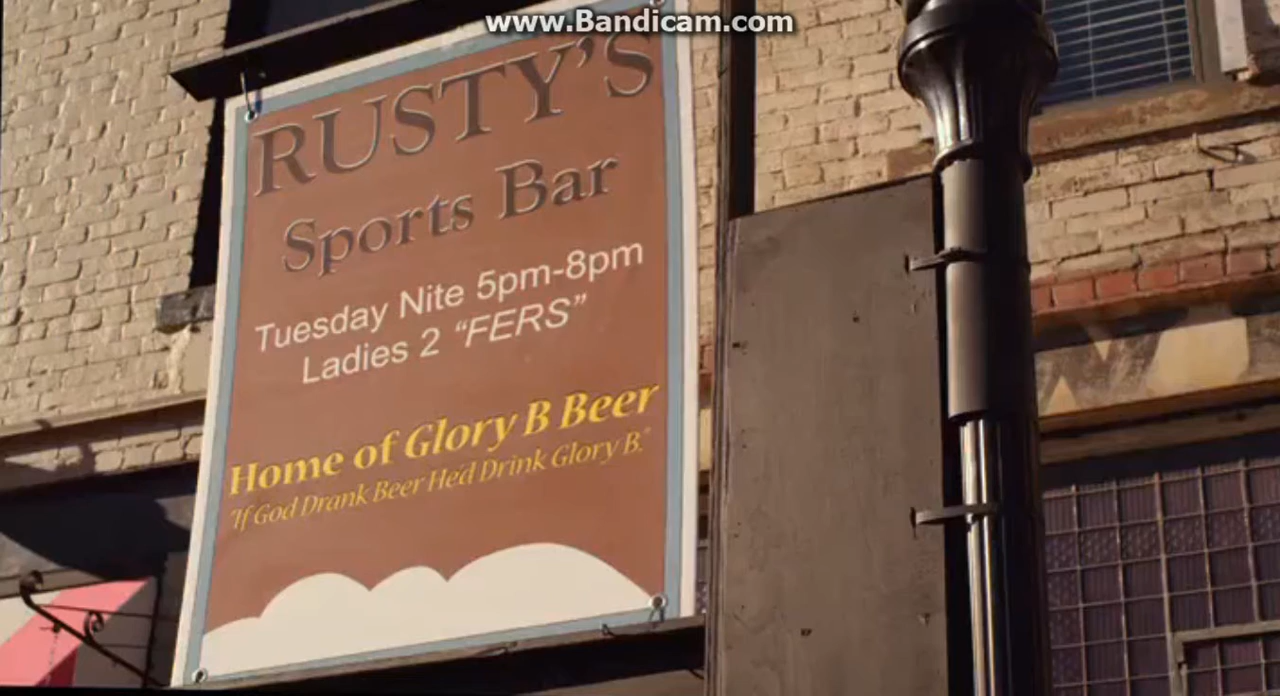 www.Bandicam.com
RUSTY'S
Sports Bar
Tuesday Nite 5pm-8pm
Ladies 2 “FERS”
Home of Glory B Beer
"If God Drank Beer He'd Drink Glory B."